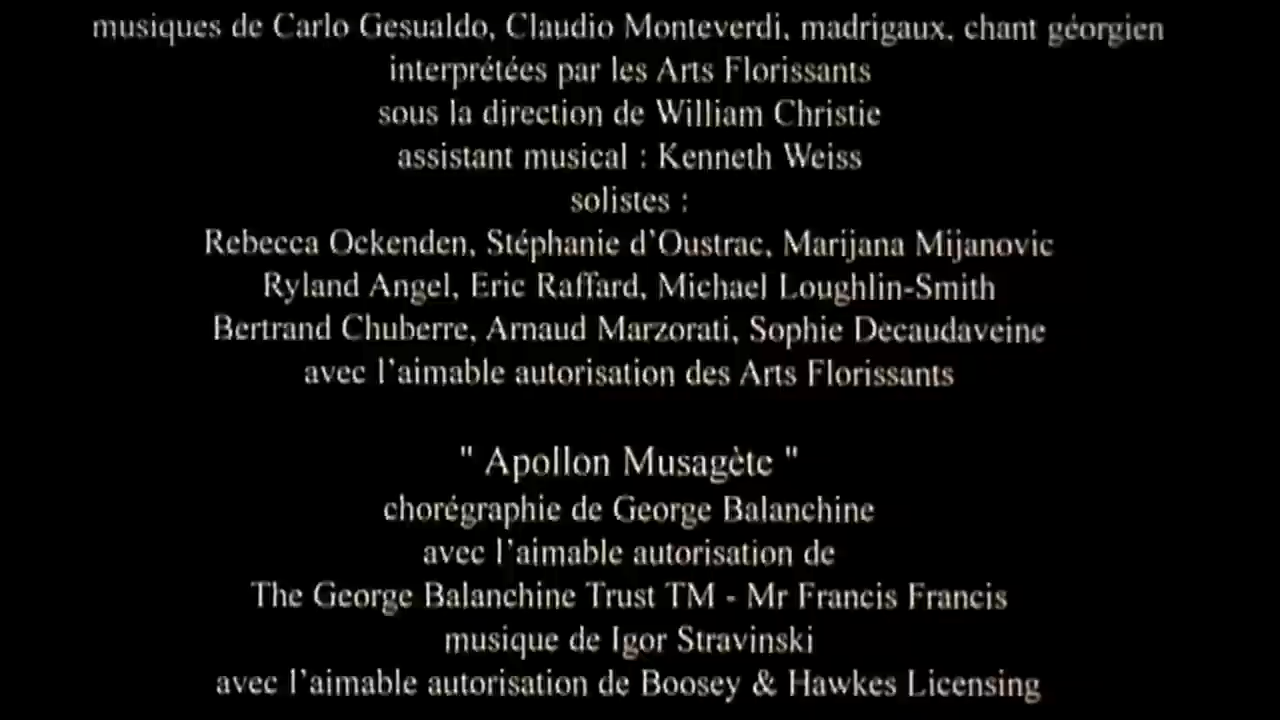 musiques de Carlo Gesualdo, Claudio Monteverdi, madrigaux, chant géorgien
interprétées par les Arts Florissants
sous la direction de William Christie
assistant musical : Kenneth Weiss
solistes :
Rebecca Ockenden, Stéphanie d'Oustrac, Marijana Mijanovic
Ryland Angel, Eric Raffard, Michael Loughlin-Smith
Bertrand Chuberre, Arnaud Marzorati, Sophie Decaudaveine
avec l'aimable autorisation des Arts Florissants
" Apollon Musagète "
chorégraphie de George Balanchine
avec l'aimable autorisation de
The George Balanchine Trust TM - Mr Francis Francis
musique de Igor Stravinski
avec l'aimable autorisation de Boosey & Hawkes Licensing